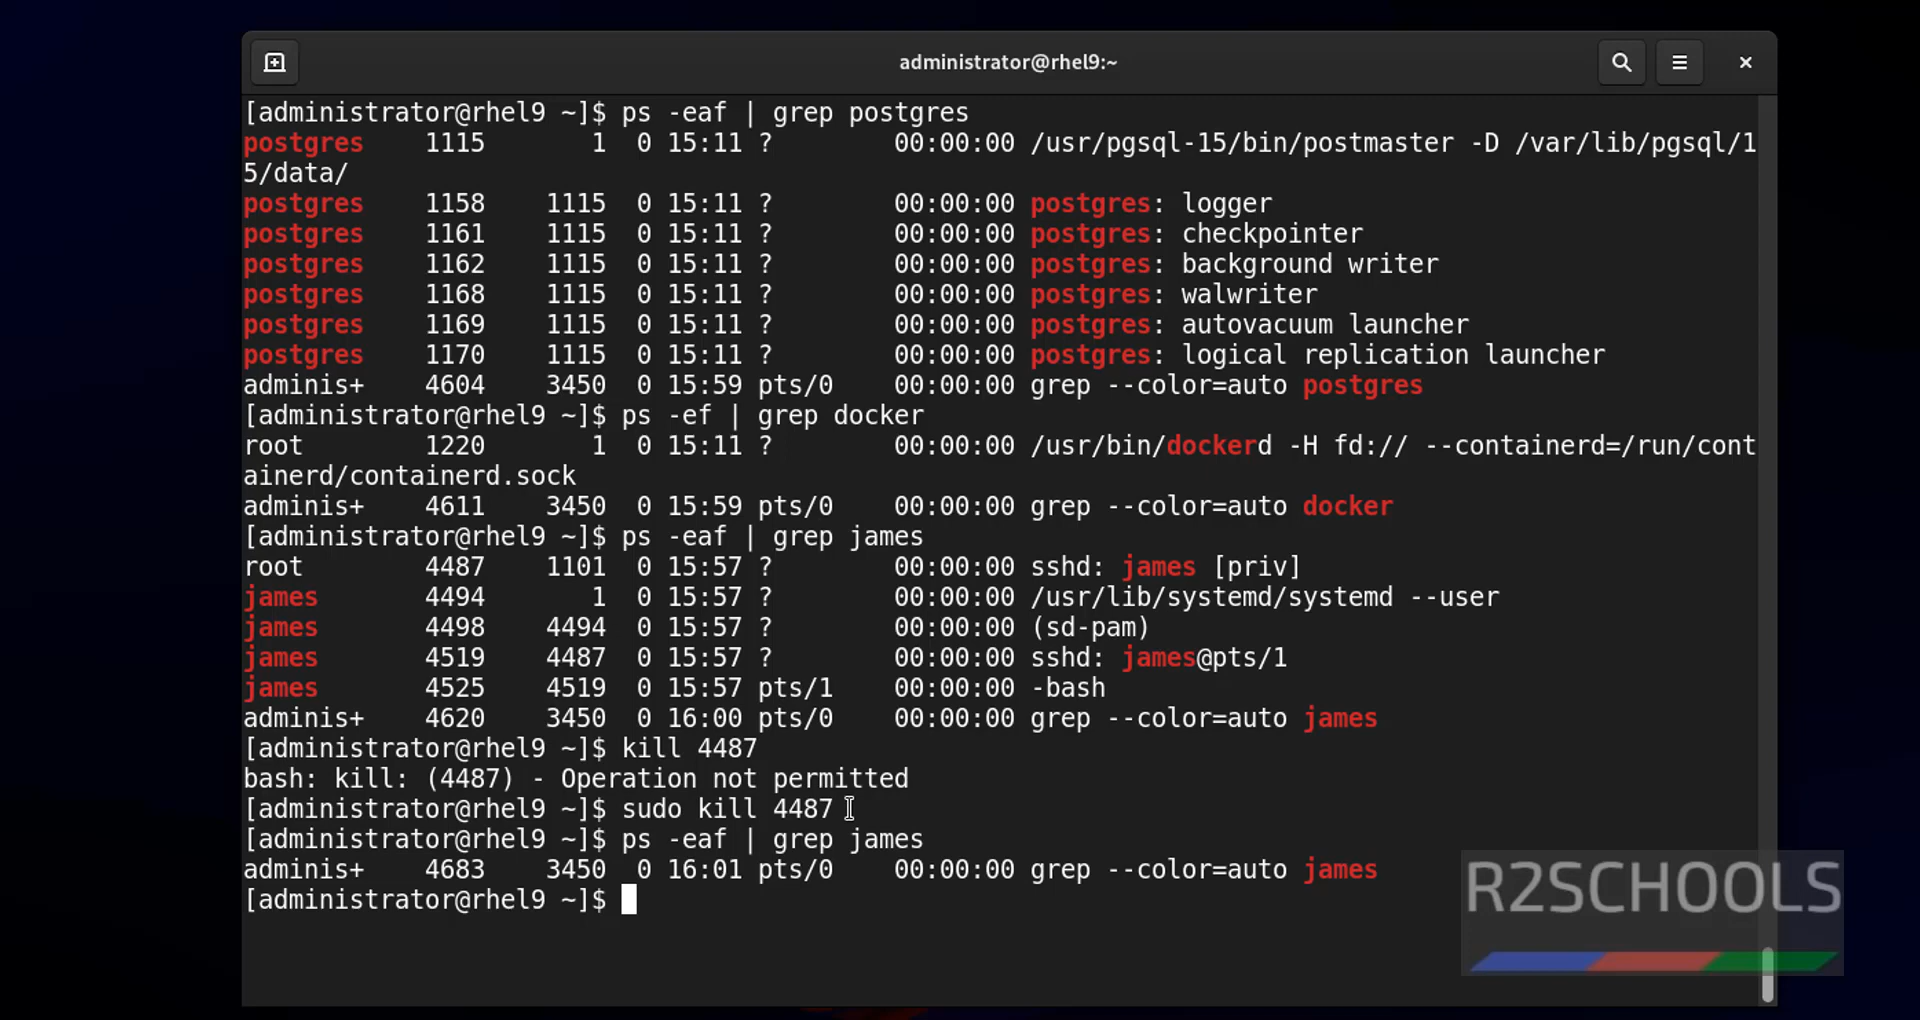 administrator@rhel9:~
[administrator@rhel9 ~]$ ps -eaf | grep postgres
postgres    1115       1  0 15:11 ?        00:00:00 /usr/pgsql-15/bin/postmaster -D /var/lib/pgsql/1
5/data/
postgres    1158    1115  0 15:11 ?        00:00:00 postgres: logger
postgres    1161    1115  0 15:11 ?        00:00:00 postgres: checkpointer
postgres    1162    1115  0 15:11 ?        00:00:00 postgres: background writer
postgres    1168    1115  0 15:11 ?        00:00:00 postgres: walwriter
postgres    1169    1115  0 15:11 ?        00:00:00 postgres: autovacuum launcher
postgres    1170    1115  0 15:11 ?        00:00:00 postgres: logical replication launcher
adminis+    4604    3450  0 15:59 pts/0    00:00:00 grep --color=auto postgres
[administrator@rhel9 ~]$ ps -ef | grep docker
root        1220       1  0 15:11 ?        00:00:00 /usr/bin/dockerd -H fd:// --containerd=/run/cont
ainerd/containerd.sock
adminis+    4611    3450  0 15:59 pts/0    00:00:00 grep --color=auto docker
[administrator@rhel9 ~]$ ps -eaf | grep james
root        4487    1101  0 15:57 ?        00:00:00 sshd: james [priv]
james       4494       1  0 15:57 ?        00:00:00 /usr/lib/systemd/systemd --user
james       4498    4494  0 15:57 ?        00:00:00 (sd-pam)
james       4519    4487  0 15:57 ?        00:00:00 sshd: james@pts/1
james       4525    4519  0 15:57 pts/1    00:00:00 -bash
adminis+    4620    3450  0 16:00 pts/0    00:00:00 grep --color=auto james
[administrator@rhel9 ~]$ kill 4487
bash: kill: (4487) - Operation not permitted
[administrator@rhel9 ~]$ sudo kill 4487
[administrator@rhel9 ~]$ ps -eaf | grep james
adminis+    4683    3450  0 16:01 pts/0    00:00:00 grep --color=auto james
[administrator@rhel9 ~]$
R2SCHOOLS